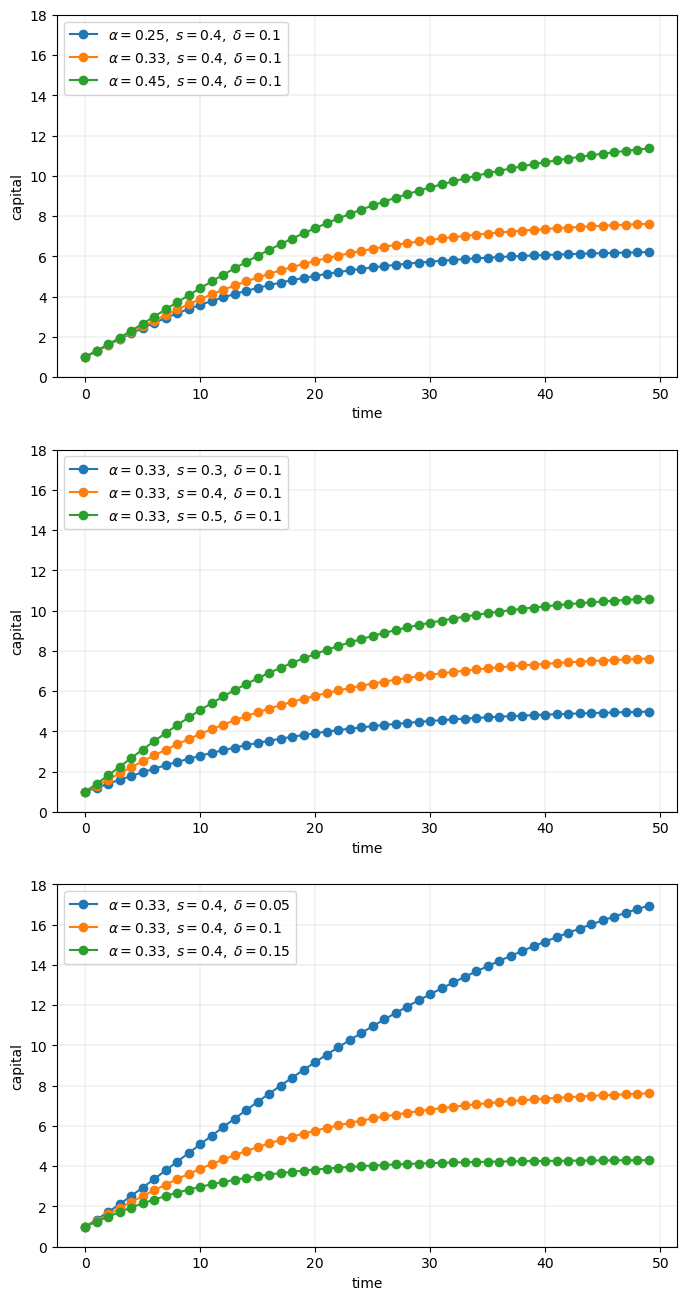 18
16
14
12
10
8
6
4
2
0
capital
α = 0.25, s = 0.4, δ = 0.1
α = 0.33, s = 0.4, δ = 0.1
α = 0.45, s = 0.4, δ = 0.1
0 10 20 30 40 50
time
18
16
14
12
10
8
6
4
2
0
capital
α = 0.33, s = 0.3, δ = 0.1
α = 0.33, s = 0.4, δ = 0.1
α = 0.33, s = 0.5, δ = 0.1
0 10 20 30 40 50
time
18
16
14
12
10
8
6
4
2
0
capital
α = 0.33, s = 0.4, δ = 0.05
α = 0.33, s = 0.4, δ = 0.1
α = 0.33, s = 0.4, δ = 0.15
0 10 20 30 40 50
time